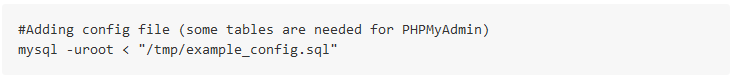 #Adding config file (some tables are needed for PHPMyAdmin)
mysql -uroot < "/tmp/example_config.sql"